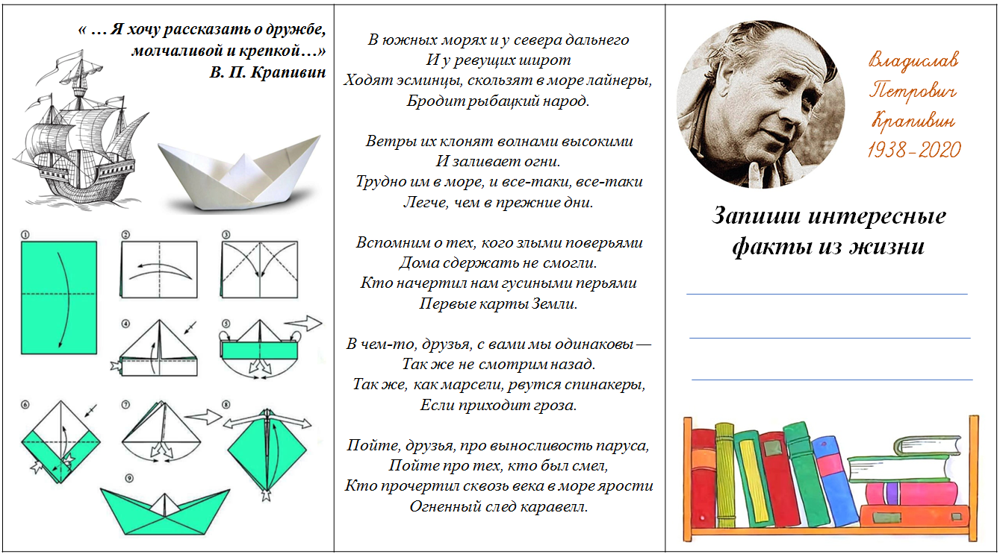 « … Я хочу рассказать о дружбе,
молчаливой и крепкой…»
В. П. Крапивин
1
2
3
4
5
6
7
8
9
В южных морях и у севера дальнего
И у ревущих широт
Ходят эсминцы, скользят в море лайнеры,
Бродит рыбацкий народ.
Ветры их клонят волнами высокими
И заливает огни.
Трудно им в море, и все-таки, все-таки
Легче, чем в прежние дни.
Вспомним о тех, кого злыми поверьями
Дома сдержать не смогли.
Кто начертил нам гусиными перьями
Первые карты Земли.
В чем-то, друзья, с вами мы одинаковы —
Так же не смотрим назад.
Так же, как марсели, рвутся спинакеры,
Если приходит гроза.
Пойте, друзья, про выносливость паруса,
Пойте про тех, кто был смел,
Кто прочертил сквозь века в море ярости
Огненный след каравелл.
Владислав
Петрович
Крапивин
1938-2020
Запиши интересные
факты из жизни